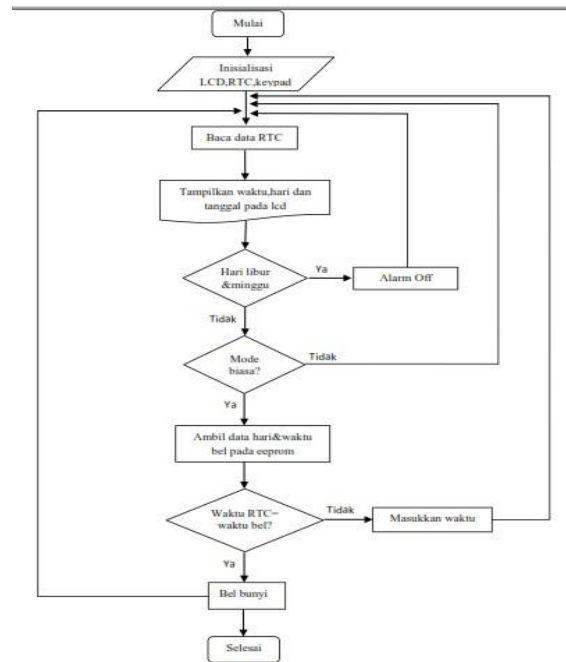 Mulai
Inisialisasi
LCD,RTC,keypad
Baca data RTC
Tampilkan waktu,hari dan
tanggal pada lcd
Hari libur
&minggu
Ya
Alarm Off
Tidak
Mode
biasa?
Tidak
Ya
Ambil data hari&waktu
bel pada eeprom
Waktu RTC=
waktu bel?
Tidak
Masukkan waktu
Ya
Bel bunyi
Selesai